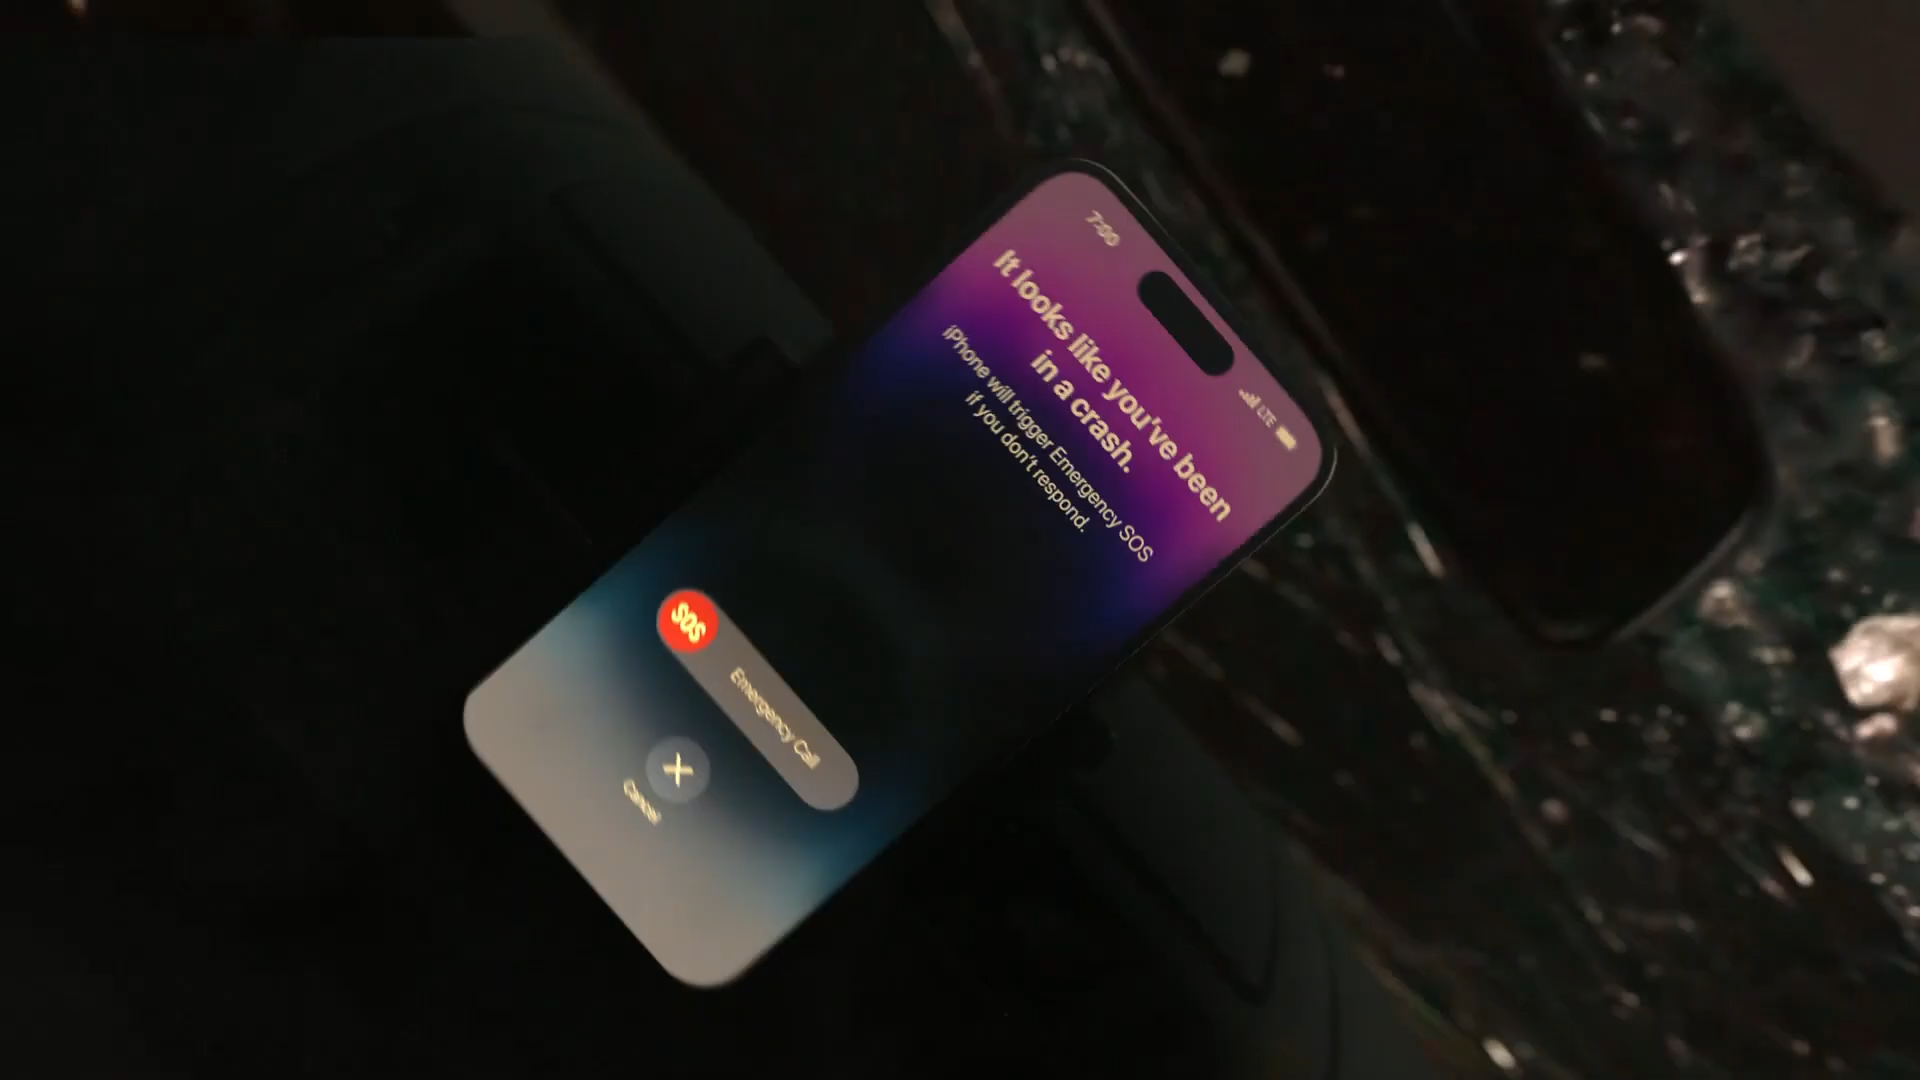 7:00
LTE
It looks like you've been
in a crash.
iPhone will trigger Emergency SOS
if you don't respond.
SOS
Emergency Call
Cancel